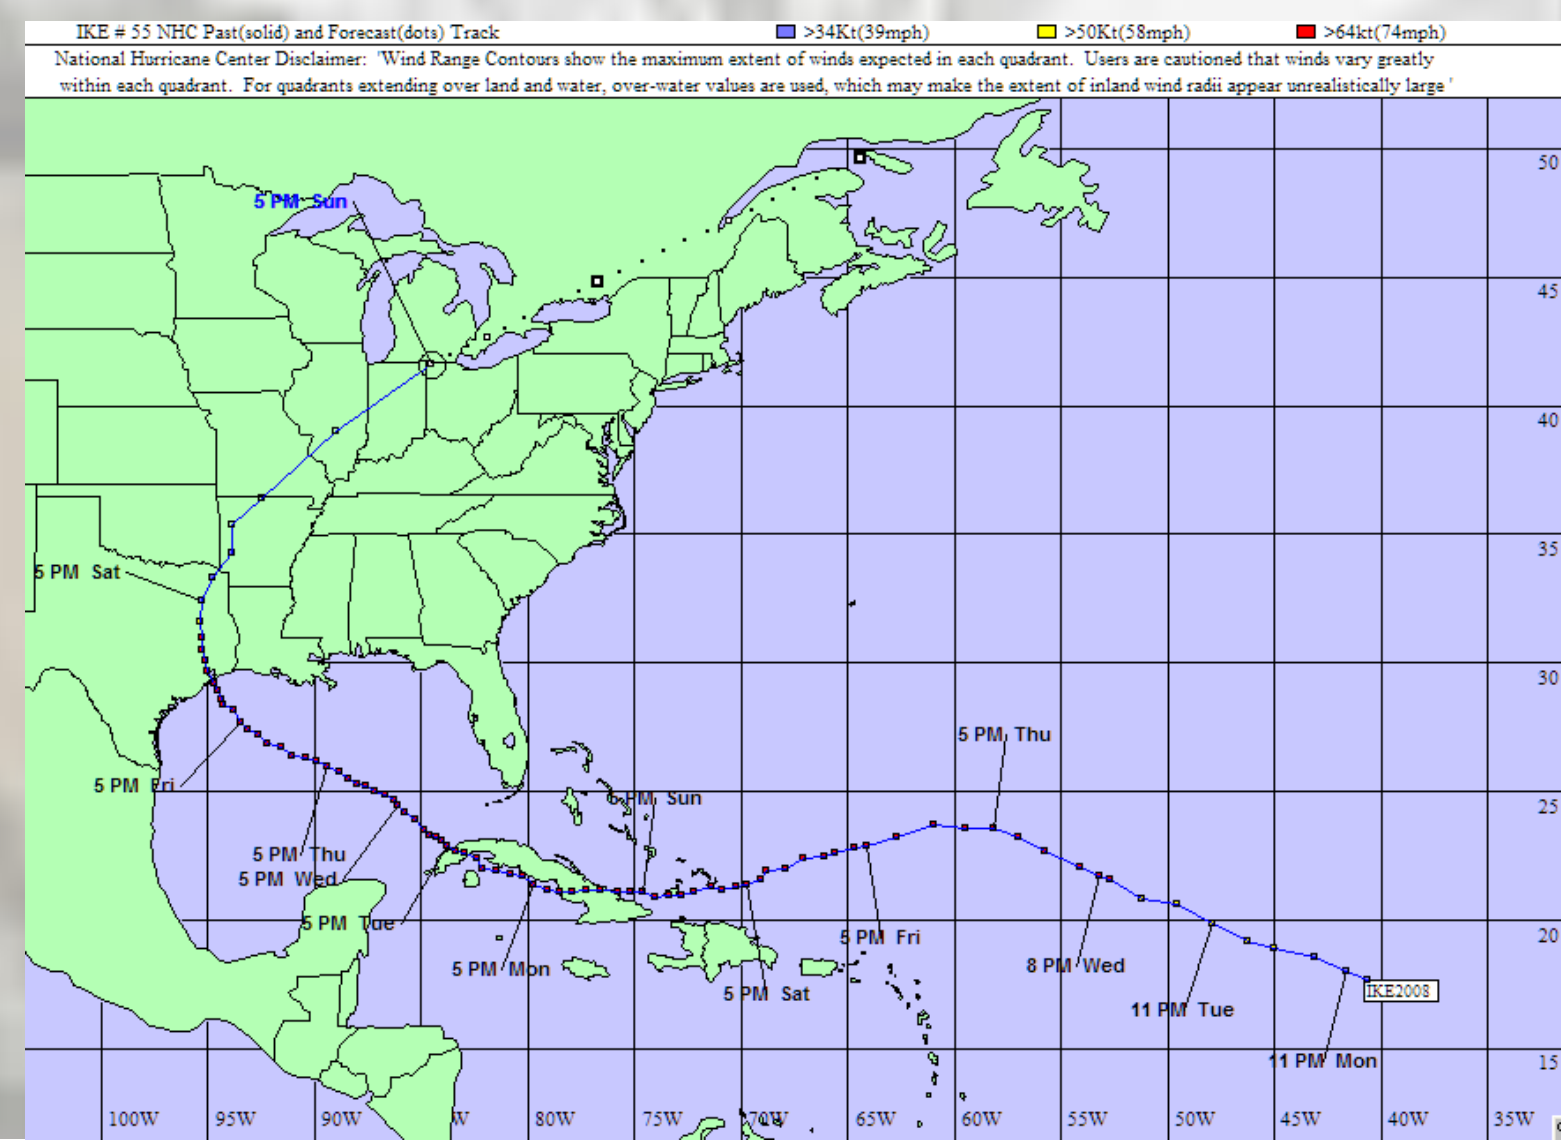 IKE # 55 NHC Past(solid) and Forecast(dots) Track >34Kt(39mph) >50Kt(58mph) >64kt(74mph)
National Hurricane Center Disclaimer: 'Wind Range Contours show the maximum extent of winds expected in each quadrant. Users are cautioned that winds vary greatly
within each quadrant. For quadrants extending over land and water, over-water values are used, which may make the extent of inland wind radii appear unrealistically large '
50
5 PM Sun
45
40
35
5 PM Sat
30
5 PM Thu
5 PM Fri
PM Sun
25
5 PM Thu
5 PM Wed
5 PM Tue
20
5 PM Fri
5 PM Mon
8 PM Wed
5 PM Sat
IKE2008
11 PM Tue
11 PM Mon
15
100W 95W 90W W 80W 75W 70W 65W 60W 55W 50W 45W 40W 35W